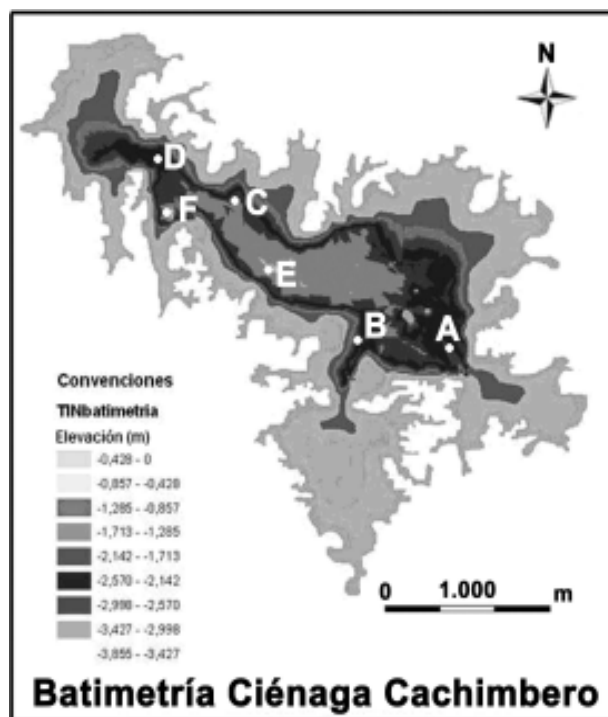 N
D
C
F
E
B
A
Convenciones
TINbatimetria
Elevación (m)
-0,428 - 0
-0,857 - -0,428
-1,285 - -0,857
-1,713 - -1,285
-2,142 - -1,713
-2,570 - -2,142
-2,998 - -2,570
-3,427 - -2,998
-3,855 - -3,427
0 1.000 m
Batimetría Ciénaga Cachimbero